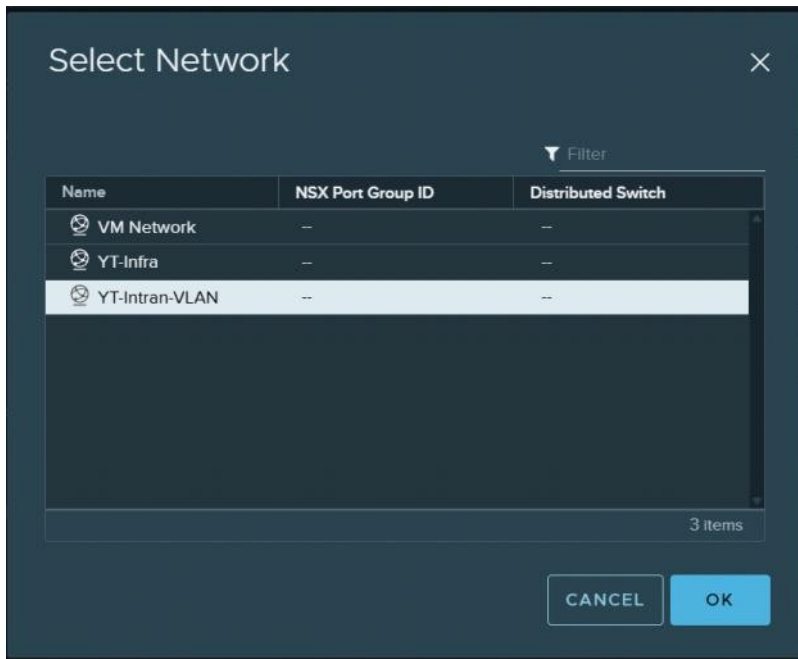 Select Network
Filter
Name NSX Port Group ID Distributed Switch
VM Network -- --
YT-Infra -- --
YT-Intran-VLAN -- --
3 items
CANCEL OK